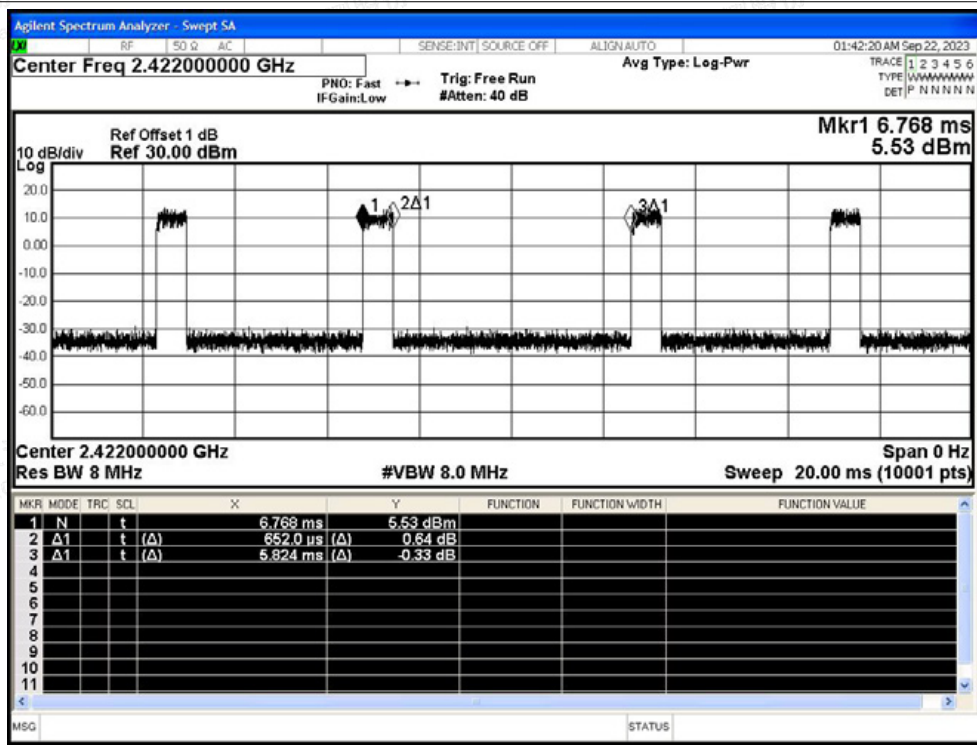 Agilent Spectrum Analyzer - Swept SA
LXI RF 50 Ω AC SENSE:INT SOURCE OFF ALIGN AUTO 01:42:20 AM Sep 22, 2023
Center Freq 2.422000000 GHz Avg Type: Log-Pwr TRACE 1 2 3 4 5 6
PNO: Fast Trig: Free Run TYPE WWWWWW
IFGain:Low #Atten: 40 dB DET P N N N N N
Mkr1 6.768 ms
5.53 dBm
Ref Offset 1 dB
10 dB/div Ref 30.00 dBm
Log
20.0
10.0
0.00
-10.0
-20.0
-30.0
-40.0
-50.0
-60.0
1 2Δ1 3Δ1
Center 2.422000000 GHz Span 0 Hz
Res BW 8 MHz #VBW 8.0 MHz Sweep 20.00 ms (10001 pts)
MKR MODE TRC SCL X Y FUNCTION FUNCTION WIDTH FUNCTION VALUE
1 N t 6.768 ms 5.53 dBm
2 Δ1 t (Δ) 652.0 µs (Δ) 0.64 dB
3 Δ1 t (Δ) 5.824 ms (Δ) -0.33 dB
4
5
6
7
8
9
10
11
MSG STATUS